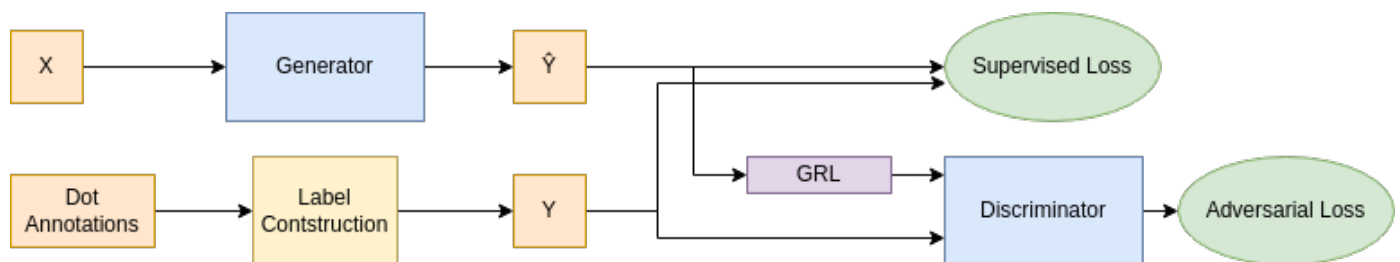 X
Generator
Ŷ
Supervised Loss
Dot
Annotations
Label
Contstruction
Y
GRL
Discriminator
Adversarial Loss